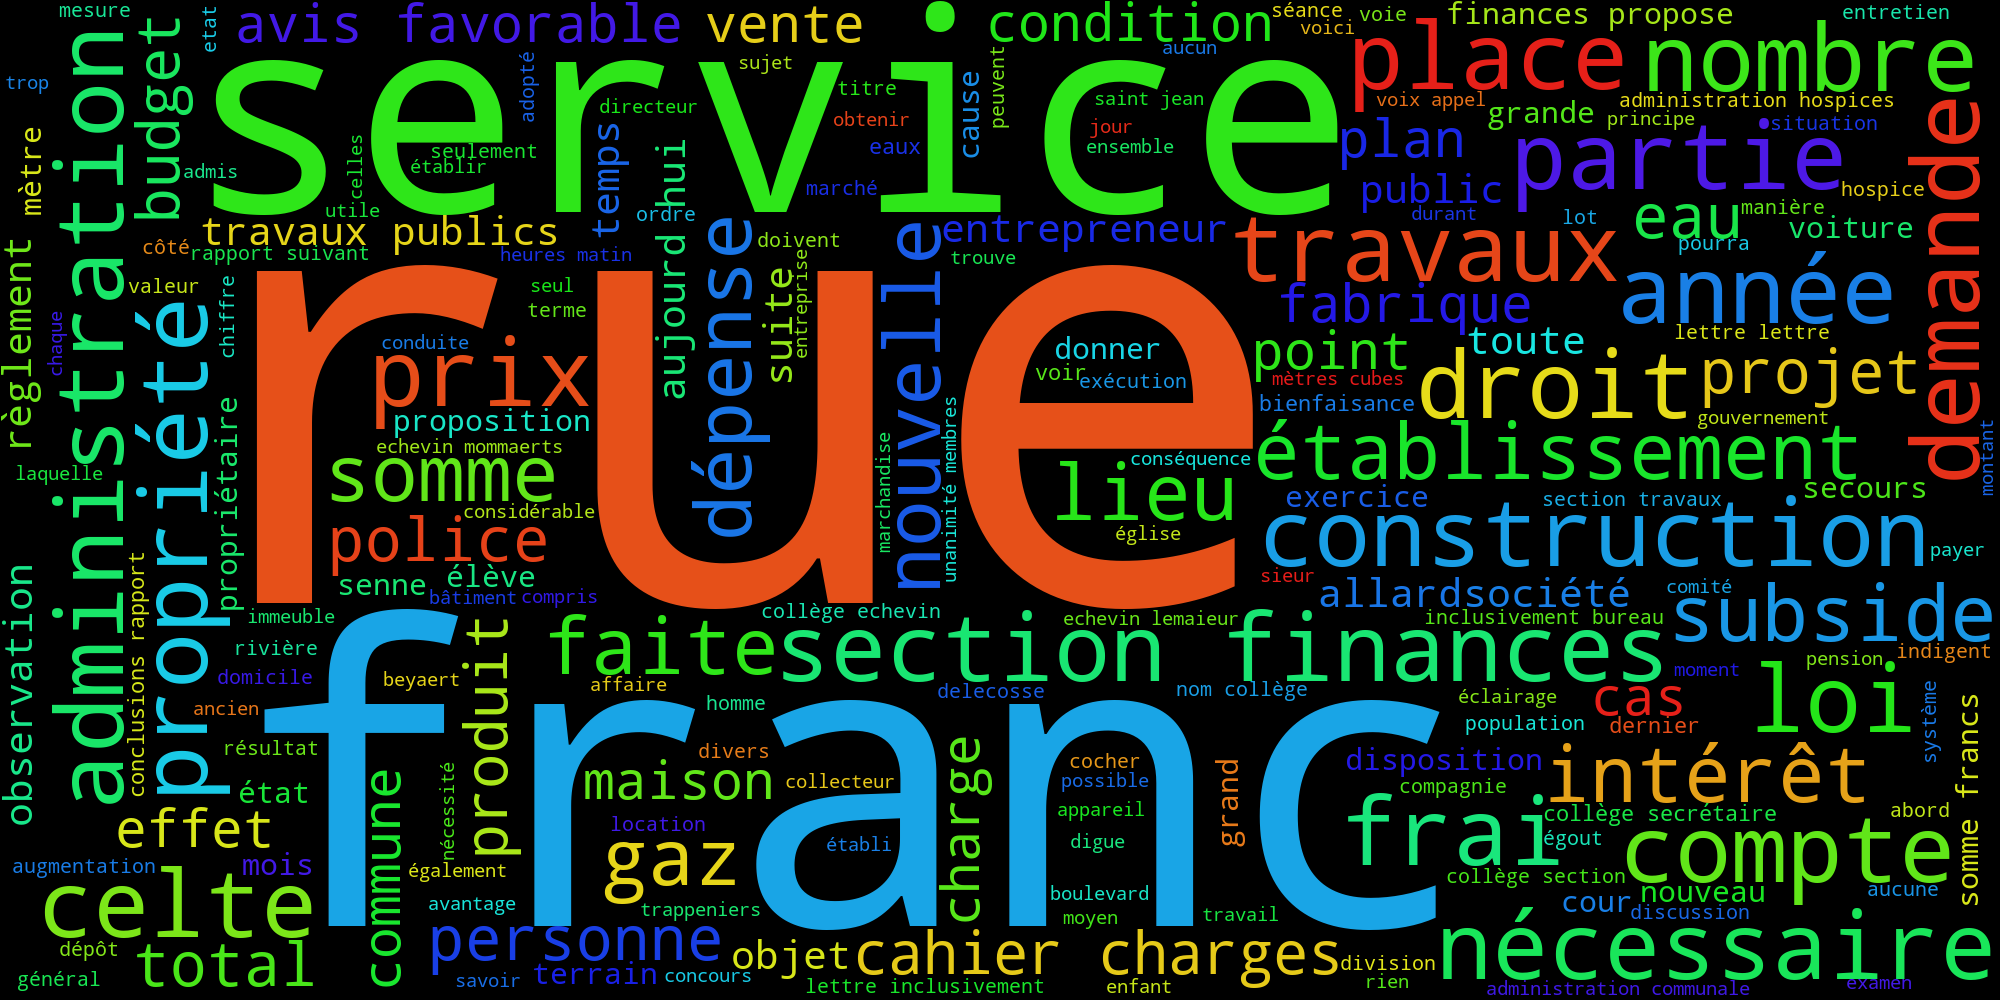 mesure
etat
avis favorable
vente
condition
séance
voici
voie
finances propose
entretien
trop
budget
service
adopté
sujet
directeur
titre
obtenir
cause
peuvent
aucun
saint jean
jour
ensemble
place
nombre
voix appel
grande
administration hospices
principe
situation
demande
mètre
administration
admis
celles
seulement
établir
utile
temps
aujourd hui
ordre
eaux
marché
plan
public
durant
partie
lot
eau
manière
hospice
voiture
pourra
côté
travaux publics
rapport suivant
heures matin
doivent
entrepreneur
trouve
travaux
année
règlement
valeur
chiffre
chaque
propriété
rue
seul
terme
dépense
suite
entreprise
nouvelle
fabrique
lettre lettre
conduite
prix
proposition
donner
voir
exécution
point
toute
mètres cubes
bienfaisance
droit
projet
gouvernement
laquelle
propriétaire
echevin mommaerts
somme
considérable
police
marchandise
unanimité membres
conséquence
lieu
église
établissement
exercice
section travaux
secours
montant
construction
payer
observation
conclusions rapport
senne
élève
bâtiment
compris
sieur
allardsociété
comité
subside
immeuble
rivière
collège echevin
echevin lemaieur
inclusivement bureau
indigent
domicile
ancien
résultat
produit
faite
section finances
moment
pension
loi
franc
beyaert
affaire
homme
delecosse
nom collège
éclairage
population
cas
dernier
système
somme francs
état
effet
commune
nécessité
maison
divers
collecteur
charge
cocher
possible
appareil
digue
grand
disposition
compagnie
intérêt
frai
collège secrétaire
égout
abord
compte
augmentation
mois
également
location
gaz
établi
celte
avantage
trappeniers
boulevard
moyen
travail
collège section
nouveau
aucune
cour
discussion
dépôt
général
total
personne
savoir
terrain
concours
objet
cahier charges
lettre inclusivement
enfant
division
rien
nécessaire
administration communale
examen